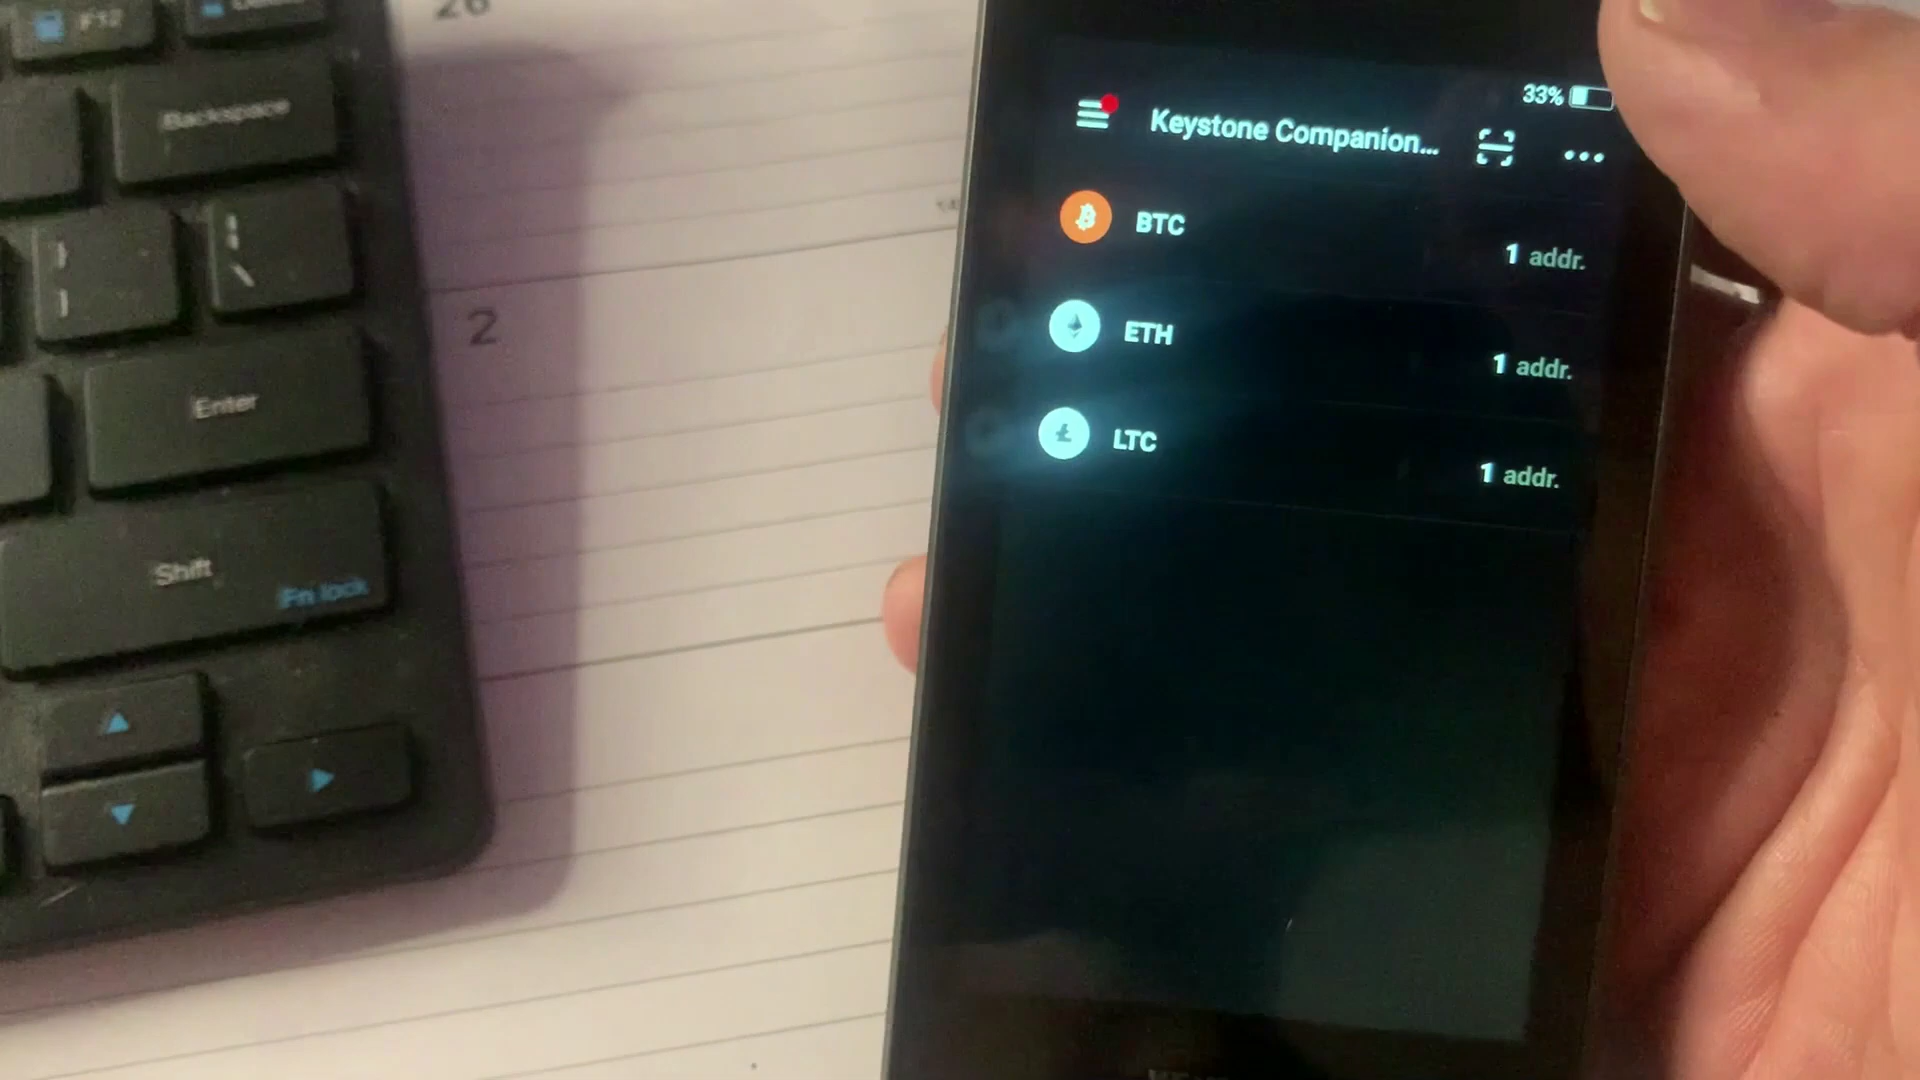 26
F12
Backspace
}
]
\
2
Enter
Shift
Fn lock
33%
Keystone Companion...
BTC
1 addr.
ETH
1 addr.
LTC
1 addr.